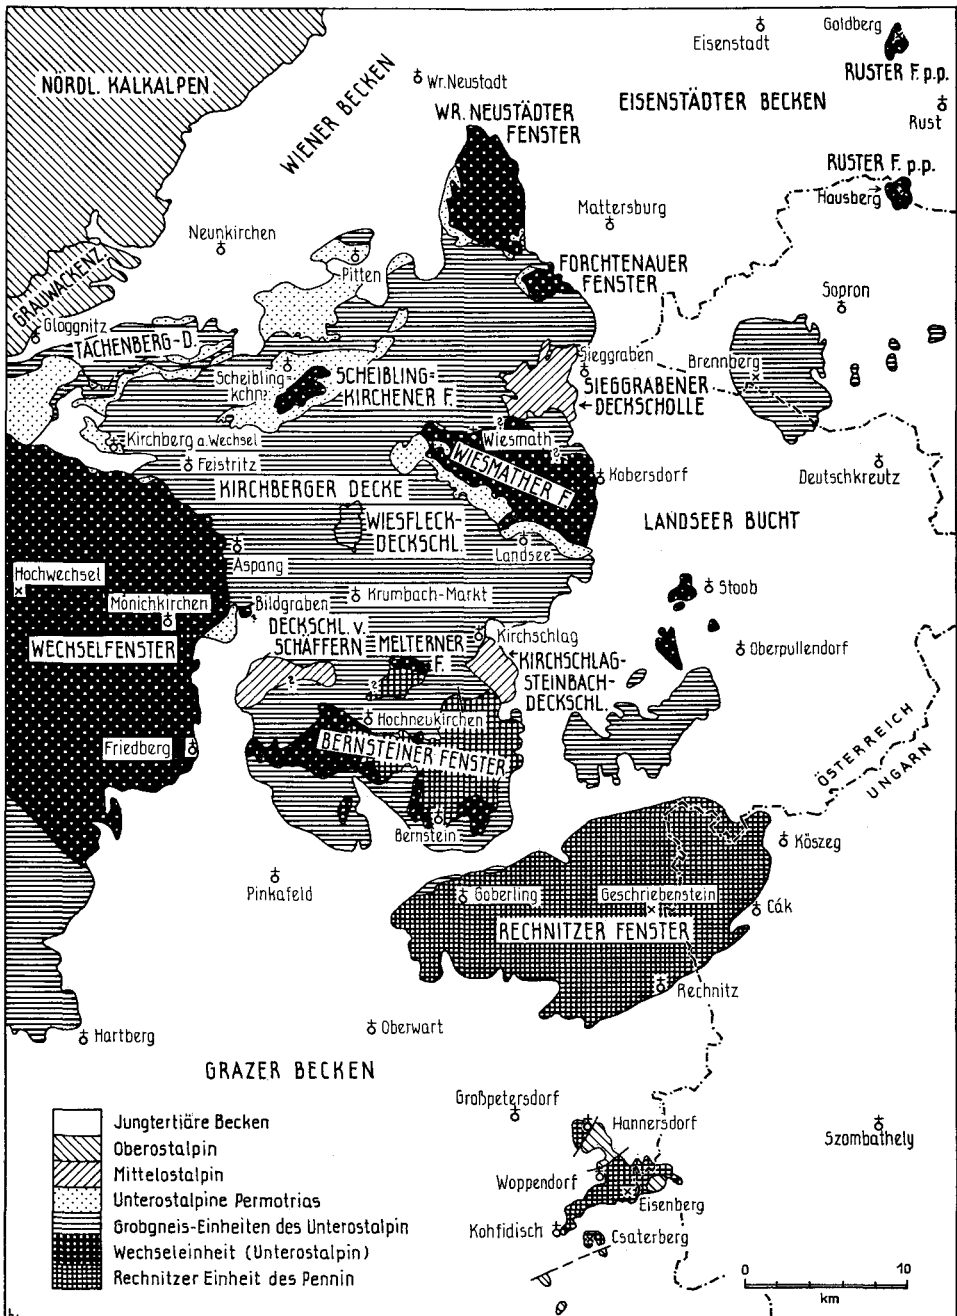 Goldberg
Eisenstadt
RUSTER F. p.p.
NÖRDL. KALKALPEN
Wr. Neustadt
WIENER BECKEN
EISENSTÄDTER BECKEN
Rust
WR. NEUSTÄDTER
FENSTER
RUSTER F. p.p.
Hausberg
Mattersburg
Neunkirchen
Pitten
GRAUWACKENZ.
FORCHTENAUER
FENSTER
Sopron
Gloggnitz
TACHENBERG-D.
Sieggraben
Brennberg
Scheibling=
kchn.
SCHEIBLING=
KIRCHENER F.
SIEGGRABENER
DECKSCHOLLE
Kirchberg a. Wechsel
Wiesmath
?
?
Feistritz
WIESMATHER F.
Kobersdorf
Deutschkreutz
KIRCHBERGER DECKE
WIESFLECK-
DECKSCHL.
LANDSEER BUCHT
Landsee
Aspang
Hochwechsel
Mönichkirchen
Bildgraben
Krumbach-Markt
Stoob
DECKSCHL. V.
SCHÄFFERN
MELTERNER
F.
Kirchschlag
WECHSELFENSTER
Oberpullendorf
KIRCHSCHLAG-
STEINBACH-
DECKSCHL.
?
?
Hochneukirchen
BERNSTEINER FENSTER
Friedberg
ÖSTERREICH
UNGARN
Bernstein
Köszeg
Pinkafeld
Goberling
Geschriebenstein
Cák
RECHNITZER FENSTER
Rechnitz
Hartberg
Oberwart
GRAZER BECKEN
Großpetersdorf
Hannersdorf
Szombathely
Woppendorf
Eisenberg
Kohfidisch
Csaterberg
Jungtertiäre Becken
Oberostalpin
Mittelostalpin
Unterostalpine Permotrias
Grobgneis-Einheiten des Unterostalpin
Wechseleinheit (Unterostalpin)
Rechnitzer Einheit des Pennin
0 10
km